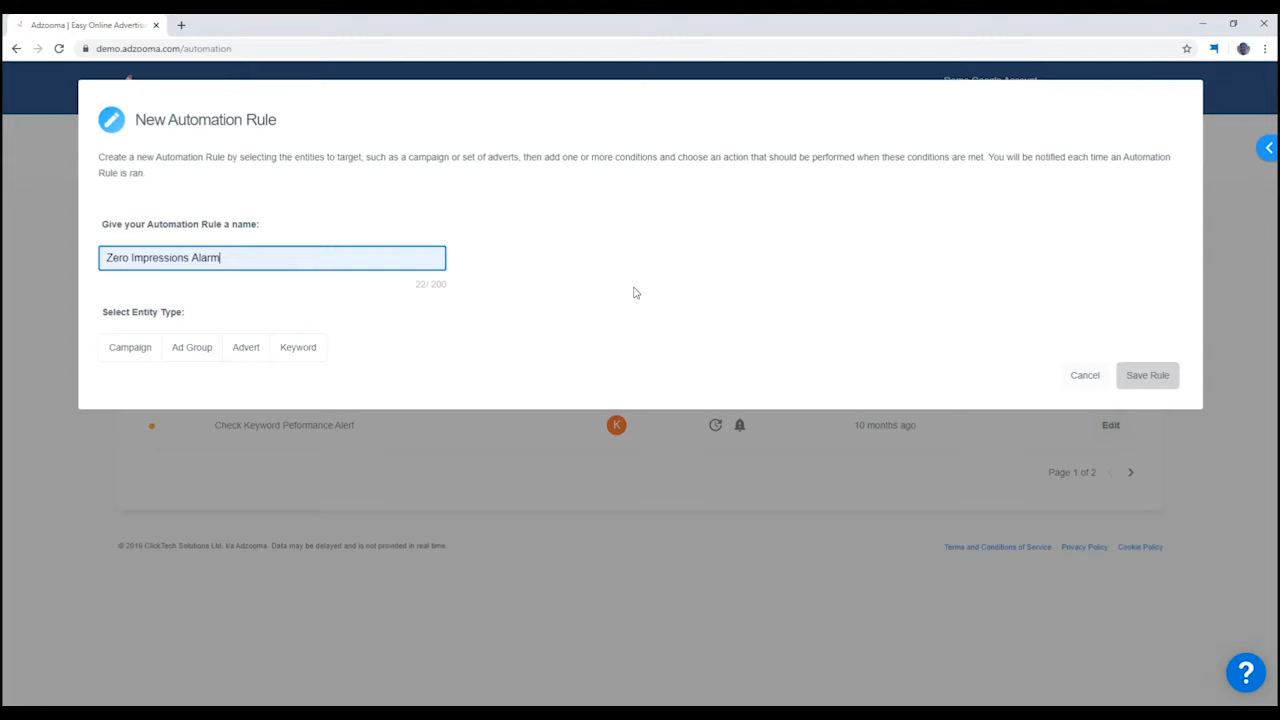 Adzooma | Easy Online Advertisi
demo.adzooma.com/automation
Demo Google Account
New Automation Rule
Create a new Automation Rule by selecting the entities to target, such as a campaign or set of adverts, then add one or more conditions and choose an action that should be performed when these conditions are met. You will be notified each time an Automation
Rule is ran.
Give your Automation Rule a name:
Zero Impressions Alarm
22/ 200
Select Entity Type:
Campaign Ad Group Advert Keyword
Cancel Save Rule
Check Keyword Peformance Alert K 10 months ago Edit
Page 1 of 2
© 2016 ClickTech Solutions Ltd. t/a Adzooma. Data may be delayed and is not provided in real time.
Terms and Conditions of Service Privacy Policy Cookie Policy
?